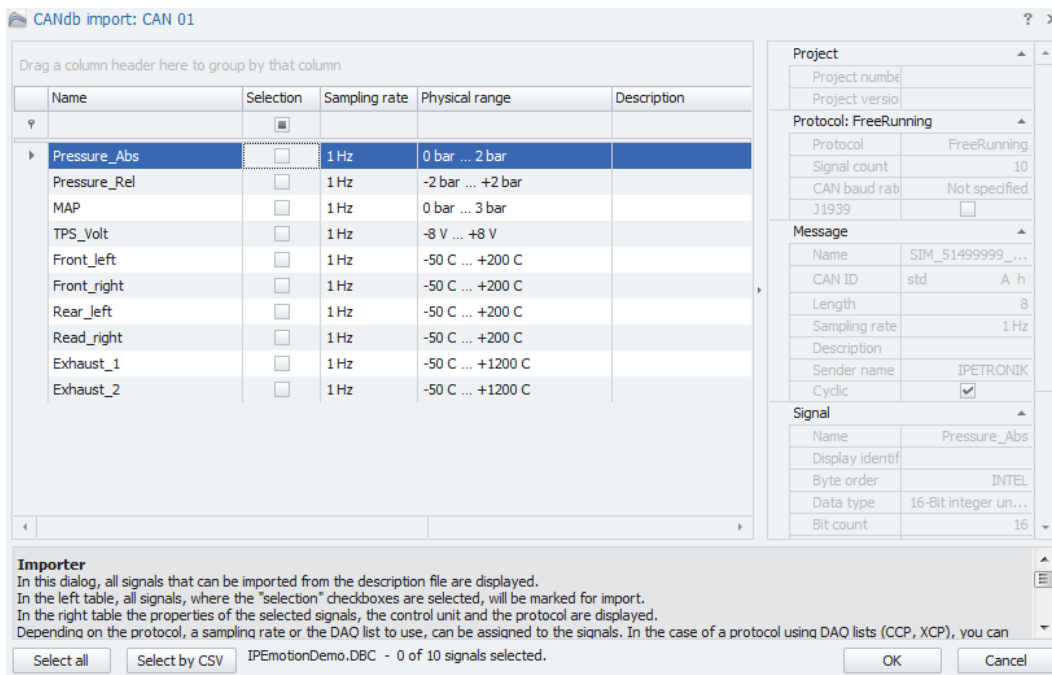 CANdb import: CAN 01
?
Drag a column header here to group by that column
Name Selection Sampling rate Physical range Description
Pressure_Abs 1 Hz 0 bar ... 2 bar
Pressure_Rel 1 Hz -2 bar ... +2 bar
MAP 1 Hz 0 bar ... 3 bar
TPS_Volt 1 Hz -8 V ... +8 V
Front_left 1 Hz -50 C ... +200 C
Front_right 1 Hz -50 C ... +200 C
Rear_left 1 Hz -50 C ... +200 C
Read_right 1 Hz -50 C ... +200 C
Exhaust_1 1 Hz -50 C ... +1200 C
Exhaust_2 1 Hz -50 C ... +1200 C
Project
Project numbe
Project versio
Protocol: FreeRunning
Protocol FreeRunning
Signal count 10
CAN baud rat Not specified
J1939
Message
Name SIM_51499999_...
CAN ID std A h
Length 8
Sampling rate 1 Hz
Description
Sender name IPETRONIK
Cyclic
Signal
Name Pressure_Abs
Display identif
Byte order INTEL
Data type 16-Bit integer un...
Bit count 16
Importer
In this dialog, all signals that can be imported from the description file are displayed.
In the left table, all signals, where the "selection" checkboxes are selected, will be marked for import.
In the right table the properties of the selected signals, the control unit and the protocol are displayed.
Depending on the protocol, a sampling rate or the DAQ list to use, can be assigned to the signals. In the case of a protocol using DAQ lists (CCP, XCP), you can
Select all Select by CSV IPEmotionDemo.DBC - 0 of 10 signals selected. OK Cancel